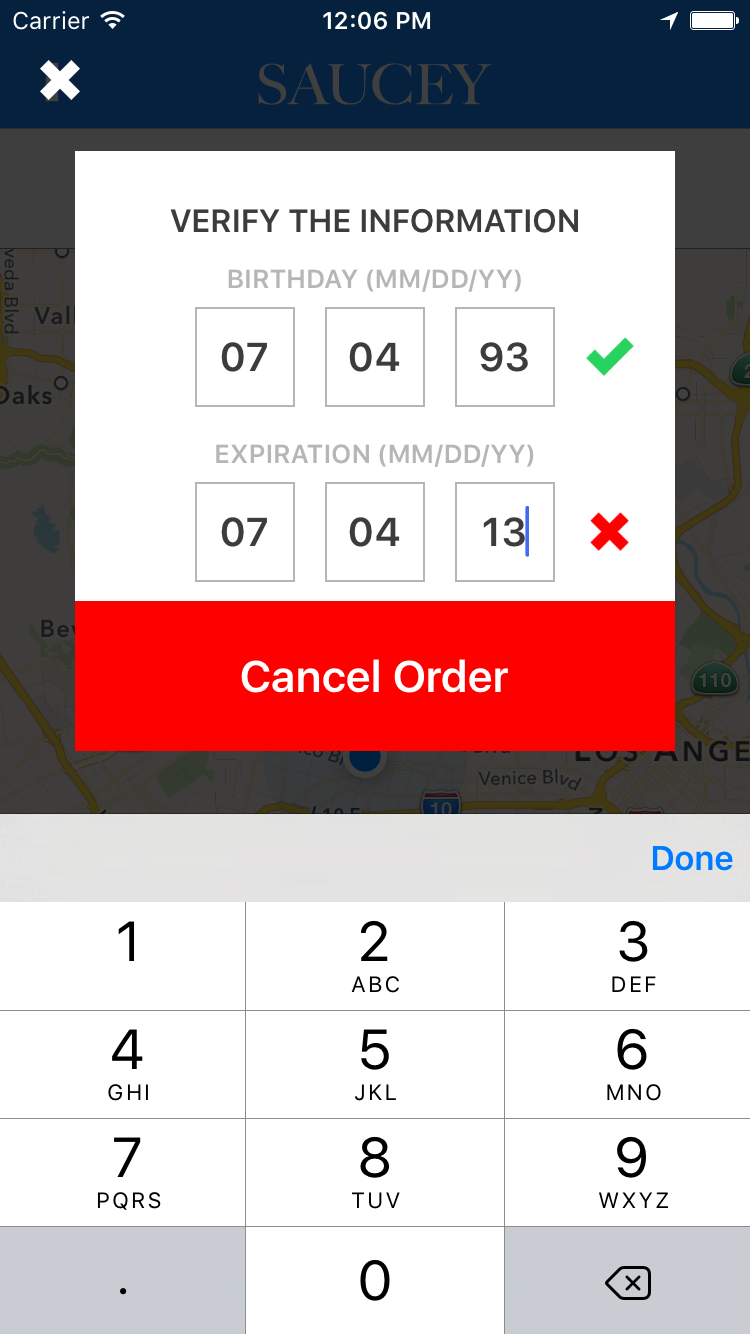 Carrier 12:06 PM
SAUCEY
VERIFY THE INFORMATION
BIRTHDAY (MM/DD/YY)
07 04 93
EXPIRATION (MM/DD/YY)
07 04 13
Cancel Order
veda Blvd
Vall
Oaks
Bev
110
LOS ANGE
Venice Blvd
10
Done
1
2
ABC
3
DEF
4
GHI
5
JKL
6
MNO
7
PQRS
8
TUV
9
WXYZ
.
0